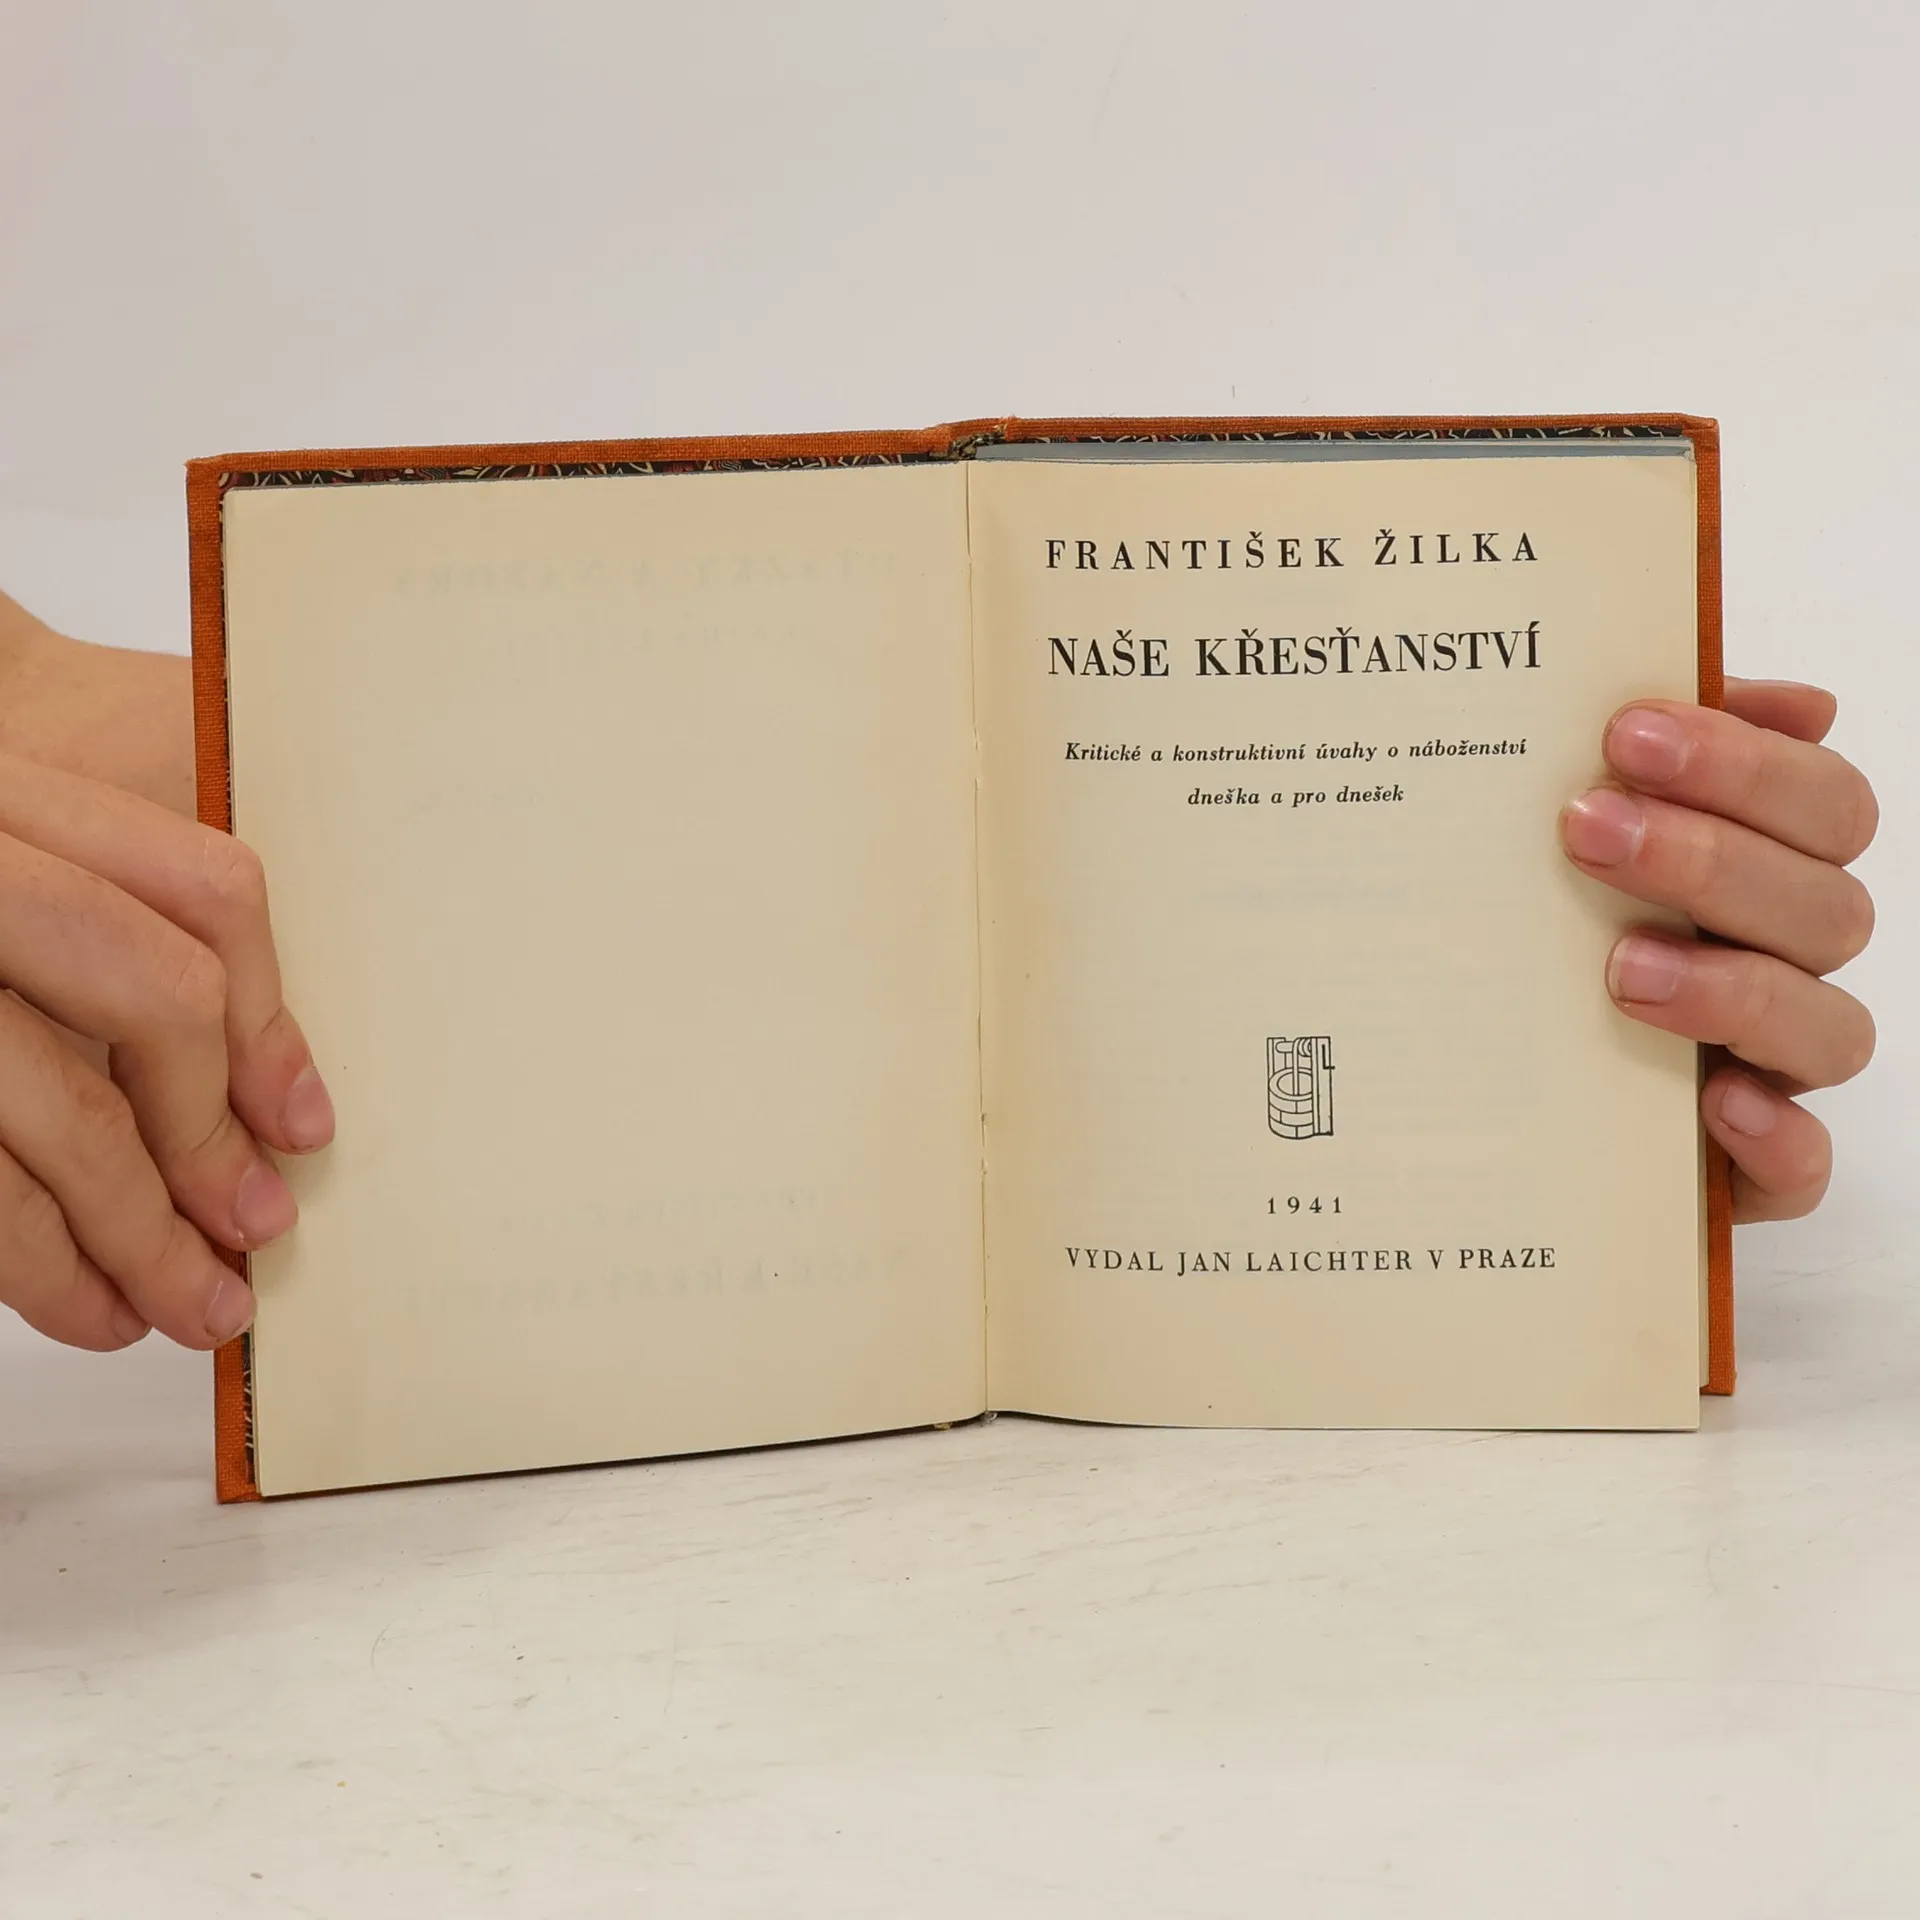 FRANTIŠEK ŽILKA
NAŠE KŘESŤANSTVÍ
Kritické a konstruktivní úvahy o náboženství
dneška a pro dnešek
1941
VYDAL JAN LAICHTER V PRAZE